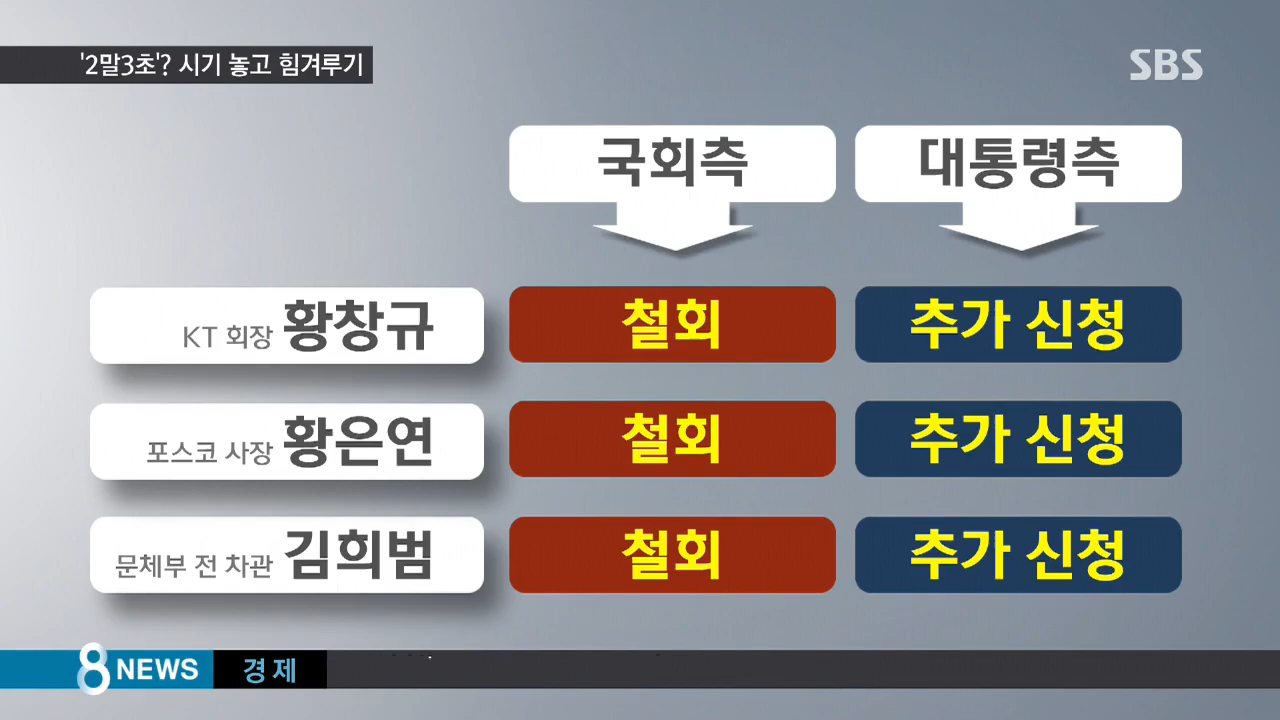 '2말3초'? 시기 놓고 힘겨루기
SBS
국회측 대통령측
KT 회장 황창규 철회 추가 신청
포스코 사장 황은연 철회 추가 신청
문체부 전 차관 김희범 철회 추가 신청
8 NEWS 경제